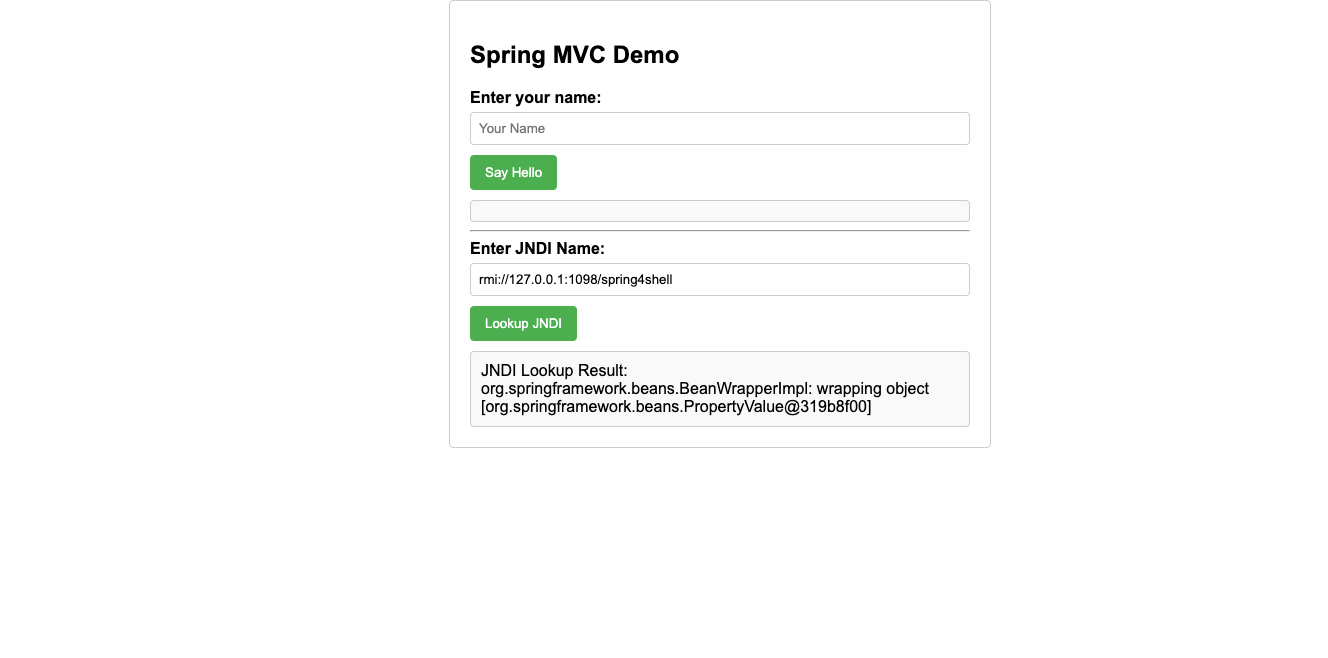 Spring MVC Demo
Enter your name:
Your Name
Say Hello
Enter JNDI Name:
rmi://127.0.0.1:1098/spring4shell
Lookup JNDI
JNDI Lookup Result:
org.springframework.beans.BeanWrapperImpl: wrapping object
[org.springframework.beans.PropertyValue@319b8f00]